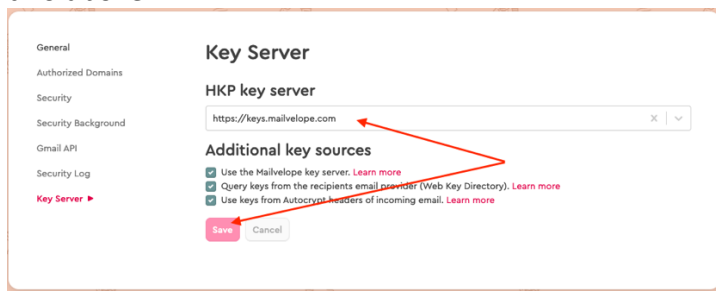 General
Authorized Domains
Security
Security Background
Gmail API
Security Log
Key Server ▶
Key Server
HKP key server
https://keys.mailvelope.com
Additional key sources
Use the Mailvelope key server. Learn more
Query keys from the recipients email provider (Web Key Directory). Learn more
Use keys from Autocrypt headers of incoming email. Learn more
Save Cancel